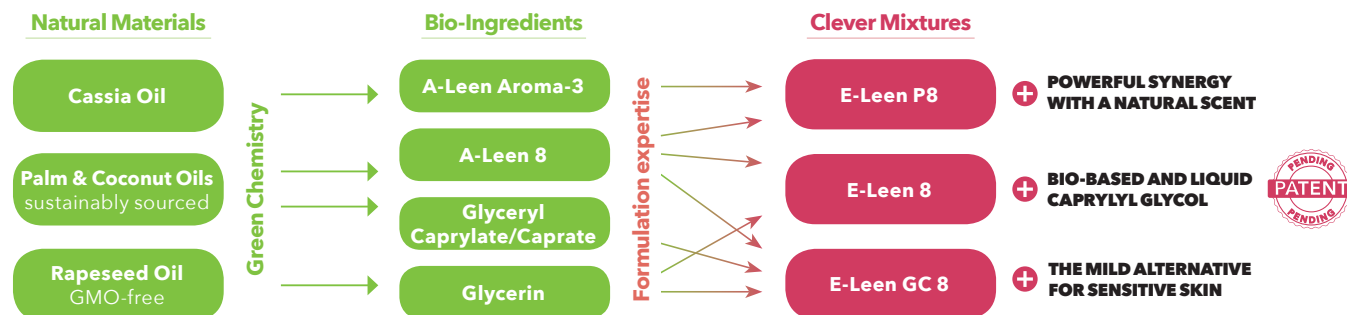 Natural Materials
Bio-Ingredients
Clever Mixtures
Cassia Oil
Palm & Coconut Oils
sustainably sourced
Rapeseed Oil
GMO-free
Green Chemistry
A-Leen Aroma-3
A-Leen 8
Glyceryl
Caprylate/Caprate
Glycerin
Formulation expertise
E-Leen P8
+ POWERFUL SYNERGY
WITH A NATURAL SCENT
E-Leen 8
+ BIO-BASED AND LIQUID
CAPRYLYL GLYCOL
PENDING
PATENT
PENDING
E-Leen GC 8
+ THE MILD ALTERNATIVE
FOR SENSITIVE SKIN